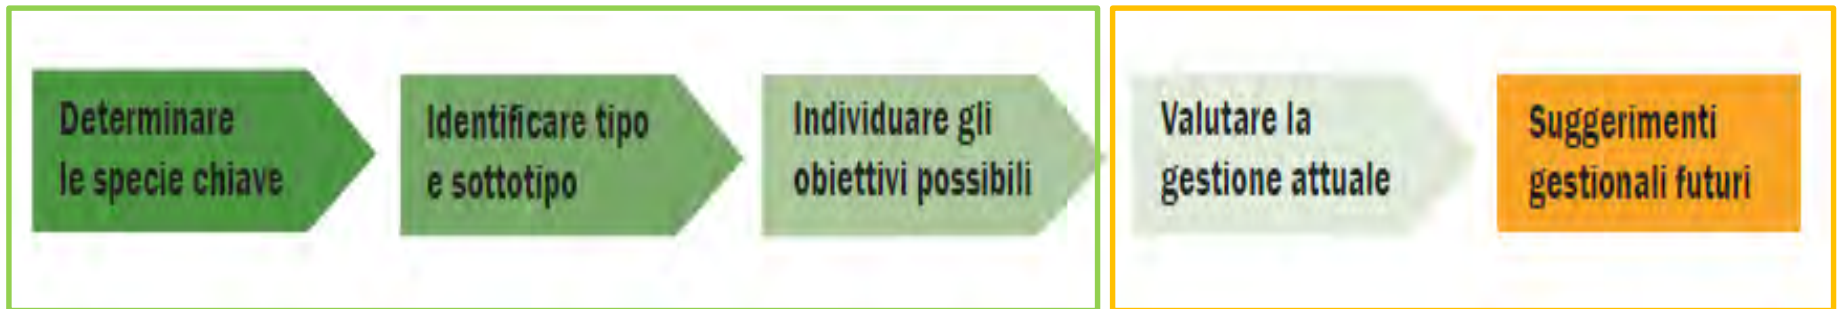 Determinare
le specie chiave
Identificare tipo
e sottotipo
Individuare gli
obiettivi possibili
Valutare la
gestione attuale
Suggerimenti
gestionali futuri